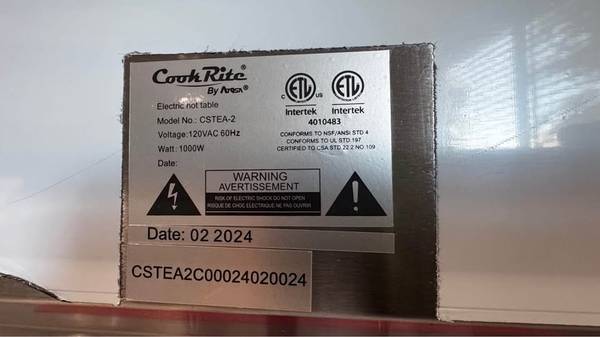 CookRite®
By Atosa®
Electric hot table
Model No.: CSTEA-2
Voltage:120VAC 60Hz
Watt: 1000W
Date:
C ETL US
Intertek
ETL
Intertek
4010483
CONFORMS TO NSF/ANSI STD 4
CONFORMS TO UL STD 197
CERTIFIED TO CSA STD 22.2 NO.109
WARNING
AVERTISSEMENT
RISK OF ELECTRIC SHOCK DO NOT OPEN
RISQUE DE CHOC ELECTRIQUE NE PAS OUVRIR
Date: 02 2024
CSTEA2C00024020024